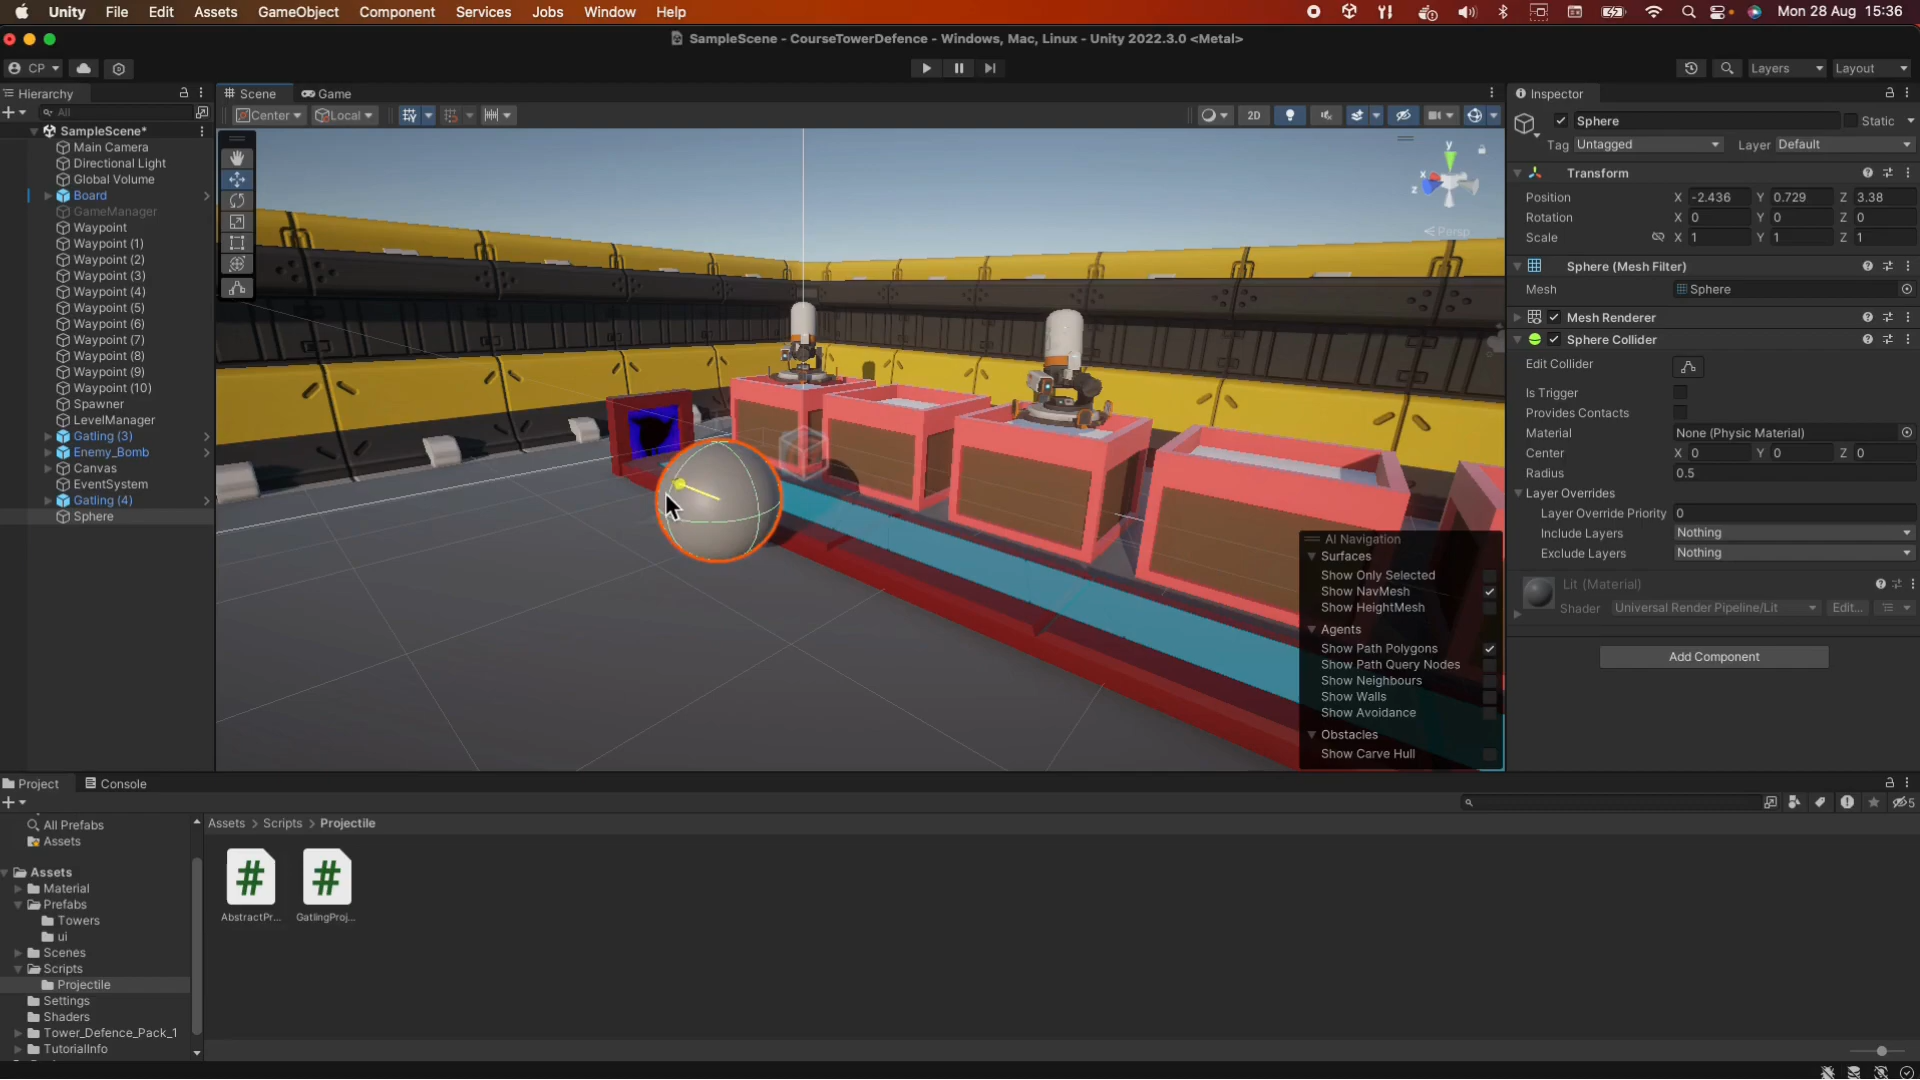 Unity File Edit Assets GameObject Component Services Jobs Window Help Mon 28 Aug 15:36
SampleScene - CourseTowerDefence - Windows, Mac, Linux - Unity 2022.3.0 <Metal>
CP Layers Layout
Hierarchy
All
SampleScene*
Main Camera
Directional Light
Global Volume
Board
GameManager
Waypoint
Waypoint (1)
Waypoint (2)
Waypoint (3)
Waypoint (4)
Waypoint (5)
Waypoint (6)
Waypoint (7)
Waypoint (8)
Waypoint (9)
Waypoint (10)
Spawner
LevelManager
Gatling (3)
Enemy_Bomb
Canvas
EventSystem
Gatling (4)
Sphere
Scene Game
Center Local 2D
y
x
z
Persp
AI Navigation
Surfaces
Show Only Selected
Show NavMesh
Show HeightMesh
Agents
Show Path Polygons
Show Path Query Nodes
Show Neighbours
Show Walls
Show Avoidance
Obstacles
Show Carve Hull
Inspector
Sphere Static
Tag Untagged Layer Default
Transform
Position X -2.436 Y 0.729 Z 3.38
Rotation X 0 Y 0 Z 0
Scale X 1 Y 1 Z 1
Sphere (Mesh Filter)
Mesh Sphere
Mesh Renderer
Sphere Collider
Edit Collider
Is Trigger
Provides Contacts
Material None (Physic Material)
Center X 0 Y 0 Z 0
Radius 0.5
Layer Overrides
Layer Override Priority 0
Include Layers Nothing
Exclude Layers Nothing
Lit (Material)
Shader Universal Render Pipeline/Lit Edit...
Add Component
Project Console
5
All Prefabs
Assets
Assets
Material
Prefabs
Towers
ui
Scenes
Scripts
Projectile
Settings
Shaders
Tower_Defence_Pack_1
TutorialInfo
Assets > Scripts > Projectile
AbstractPr... GatlingProj...